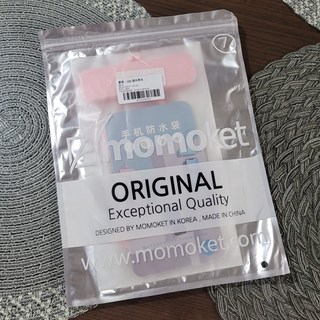 手机防水袋
momoket
ORIGINAL
Exceptional Quality
DESIGNED BY MOMOKET IN KOREA , MADE IN CHINA
www.momoket.com